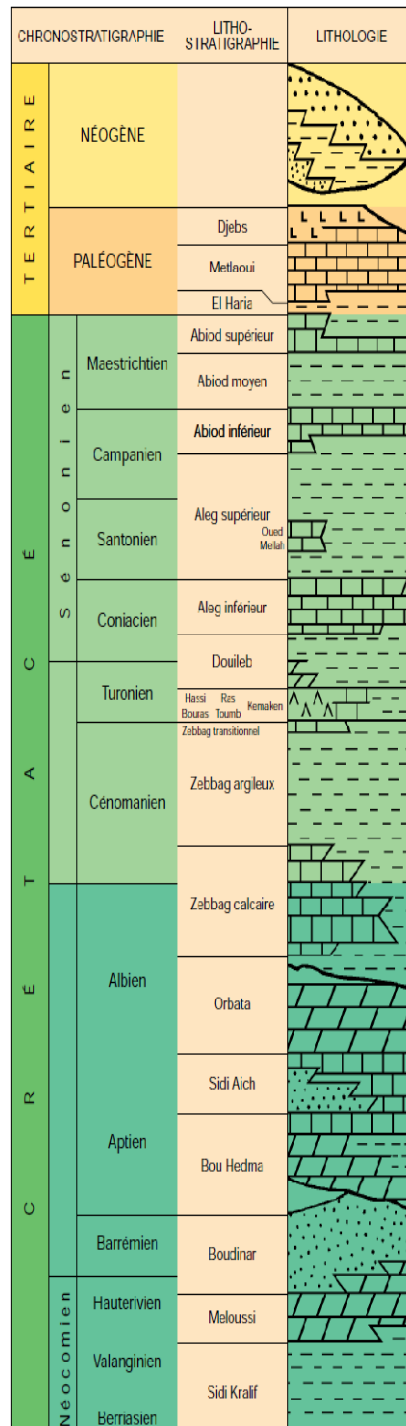 CHRONOSTRATIGRAPHIE
LITHO-
STRATIGRAPHIE
LITHOLOGIE
TERTIAIRE
NÉOGÈNE
PALÉOGÈNE
Djebs
Metlaoui
El Haria
CRÉTACÉ
Senonien
Maestrichtien
Abiod supérieur
Abiod moyen
Campanien
Abiod inférieur
Aleg supérieur
Oued
Mellah
Santonien
Coniacien
Aleg inférieur
Douileb
Turonien
Hassi
Bouras
Ras
Toumb
Kemaken
Zebbag transitionnel
Cénomanien
Zebbag argileux
Zebbag calcaire
Albien
Orbata
Sidi Aich
Aptien
Bou Hedma
Barrémien
Boudinar
Néocomien
Hauterivien
Meloussi
Valanginien
Sidi Kralif
Berriasien